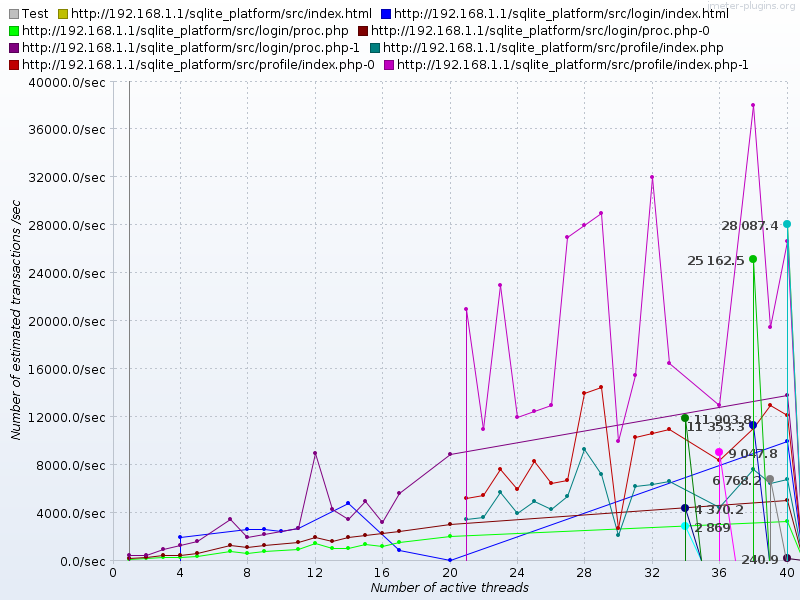 jmeter-plugins.org
Test http://192.168.1.1/sqlite_platform/src/index.html http://192.168.1.1/sqlite_platform/src/login/index.html
http://192.168.1.1/sqlite_platform/src/login/proc.php http://192.168.1.1/sqlite_platform/src/login/proc.php-0
http://192.168.1.1/sqlite_platform/src/login/proc.php-1 http://192.168.1.1/sqlite_platform/src/profile/index.php
http://192.168.1.1/sqlite_platform/src/profile/index.php-0 http://192.168.1.1/sqlite_platform/src/profile/index.php-1
40000.0/sec
36000.0/sec
32000.0/sec
28000.0/sec
24000.0/sec
20000.0/sec
16000.0/sec
12000.0/sec
8000.0/sec
4000.0/sec
0.0/sec
Number of estimated transactions /sec
28 087.4
25 162.5
11 903.8
11 353.3
9 047.8
6 768.2
4 370.2
2 869
240.9
0 4 8 12 16 20 24 28 32 36 40
Number of active threads